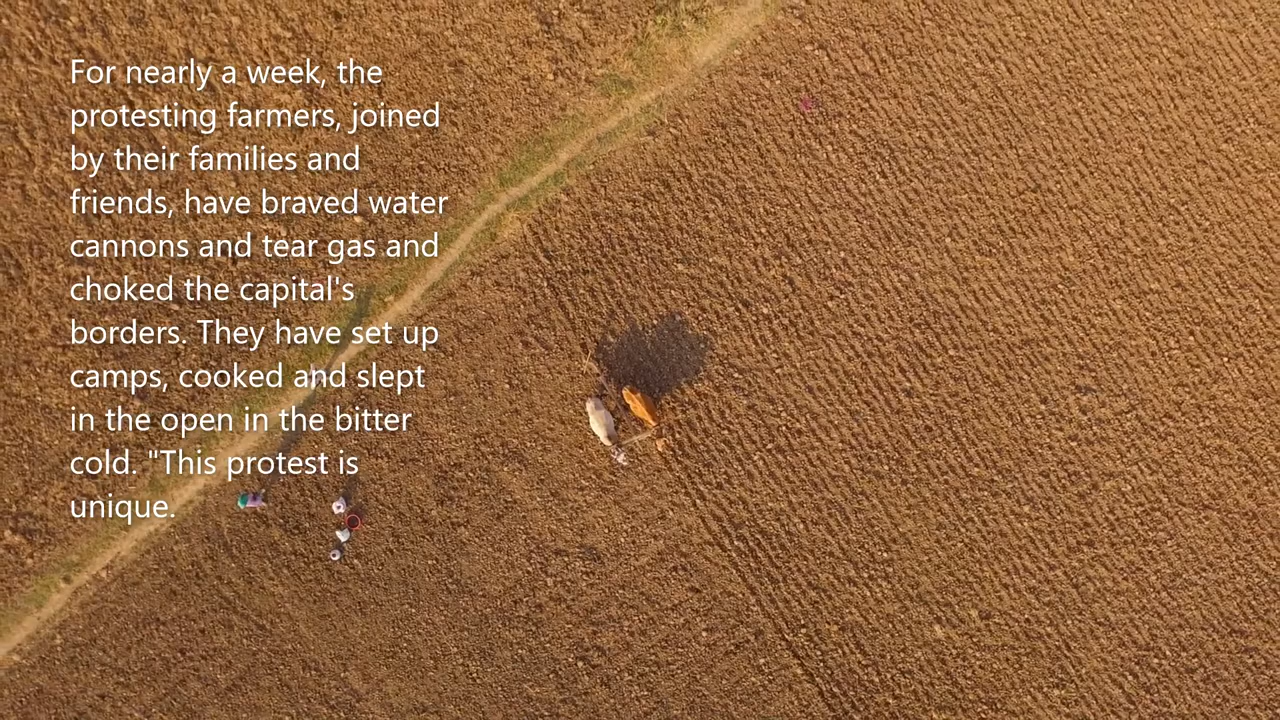 For nearly a week, the
protesting farmers, joined
by their families and
friends, have braved water
cannons and tear gas and
choked the capital's
borders. They have set up
camps, cooked and slept
in the open in the bitter
cold. "This protest is
unique.